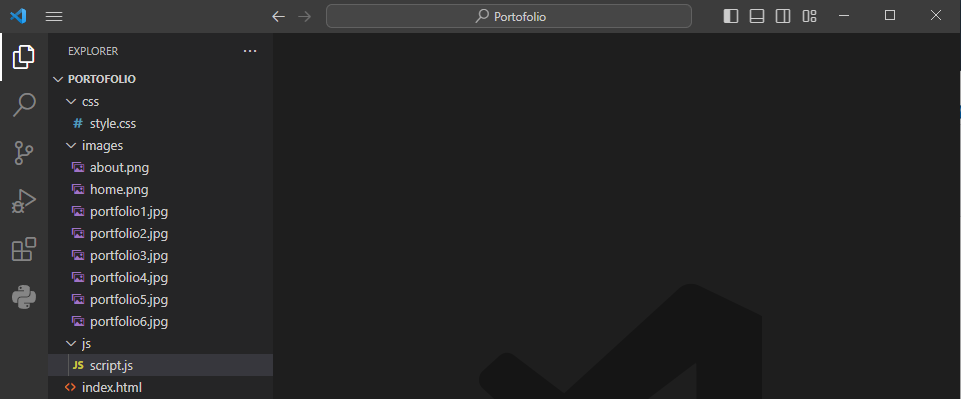 Portofolio
EXPLORER
PORTOFOLIO
css
# style.css
images
about.png
home.png
portfolio1.jpg
portfolio2.jpg
portfolio3.jpg
portfolio4.jpg
portfolio5.jpg
portfolio6.jpg
js
JS script.js
<> index.html